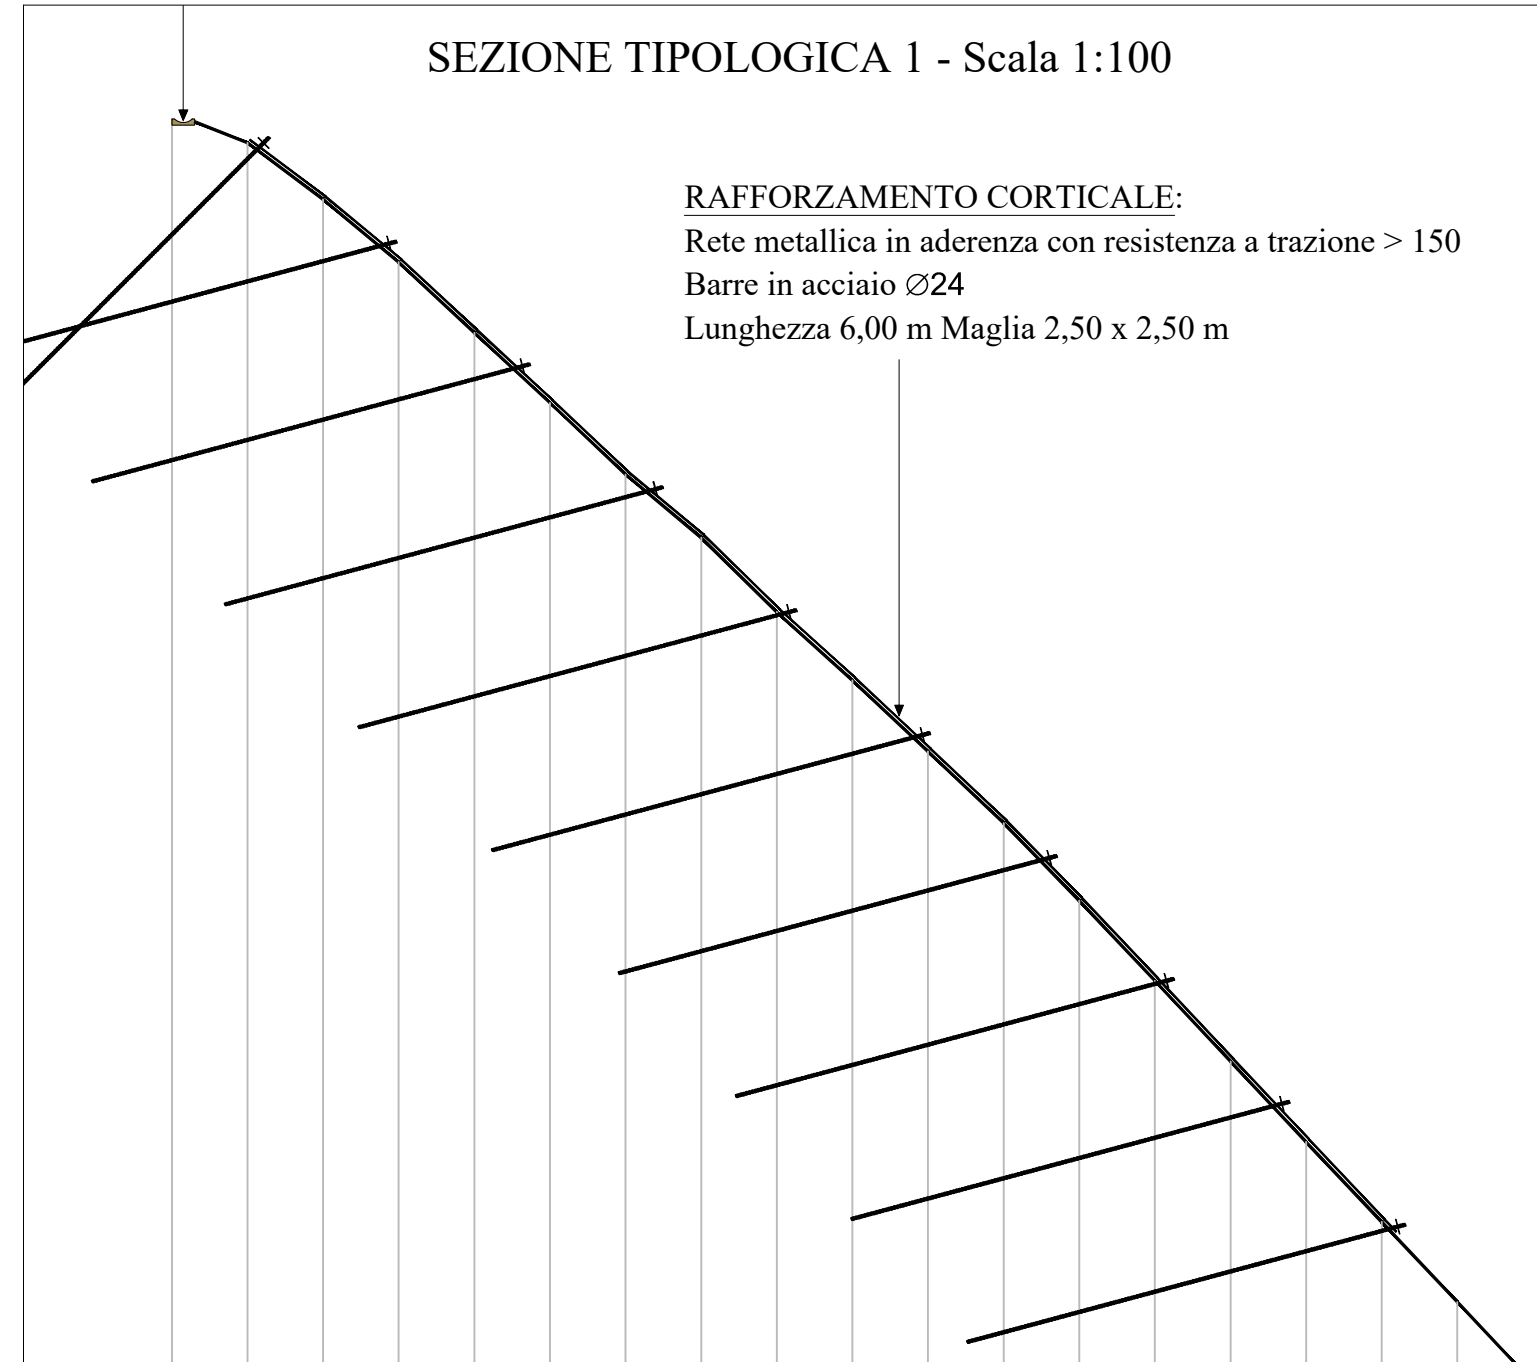 SEZIONE TIPOLOGICA 1 - Scala 1:100
RAFFORZAMENTO CORTICALE:
Rete metallica in aderenza con resistenza a trazione > 150
Barre in acciaio ∅24
Lunghezza 6,00 m Maglia 2,50 x 2,50 m